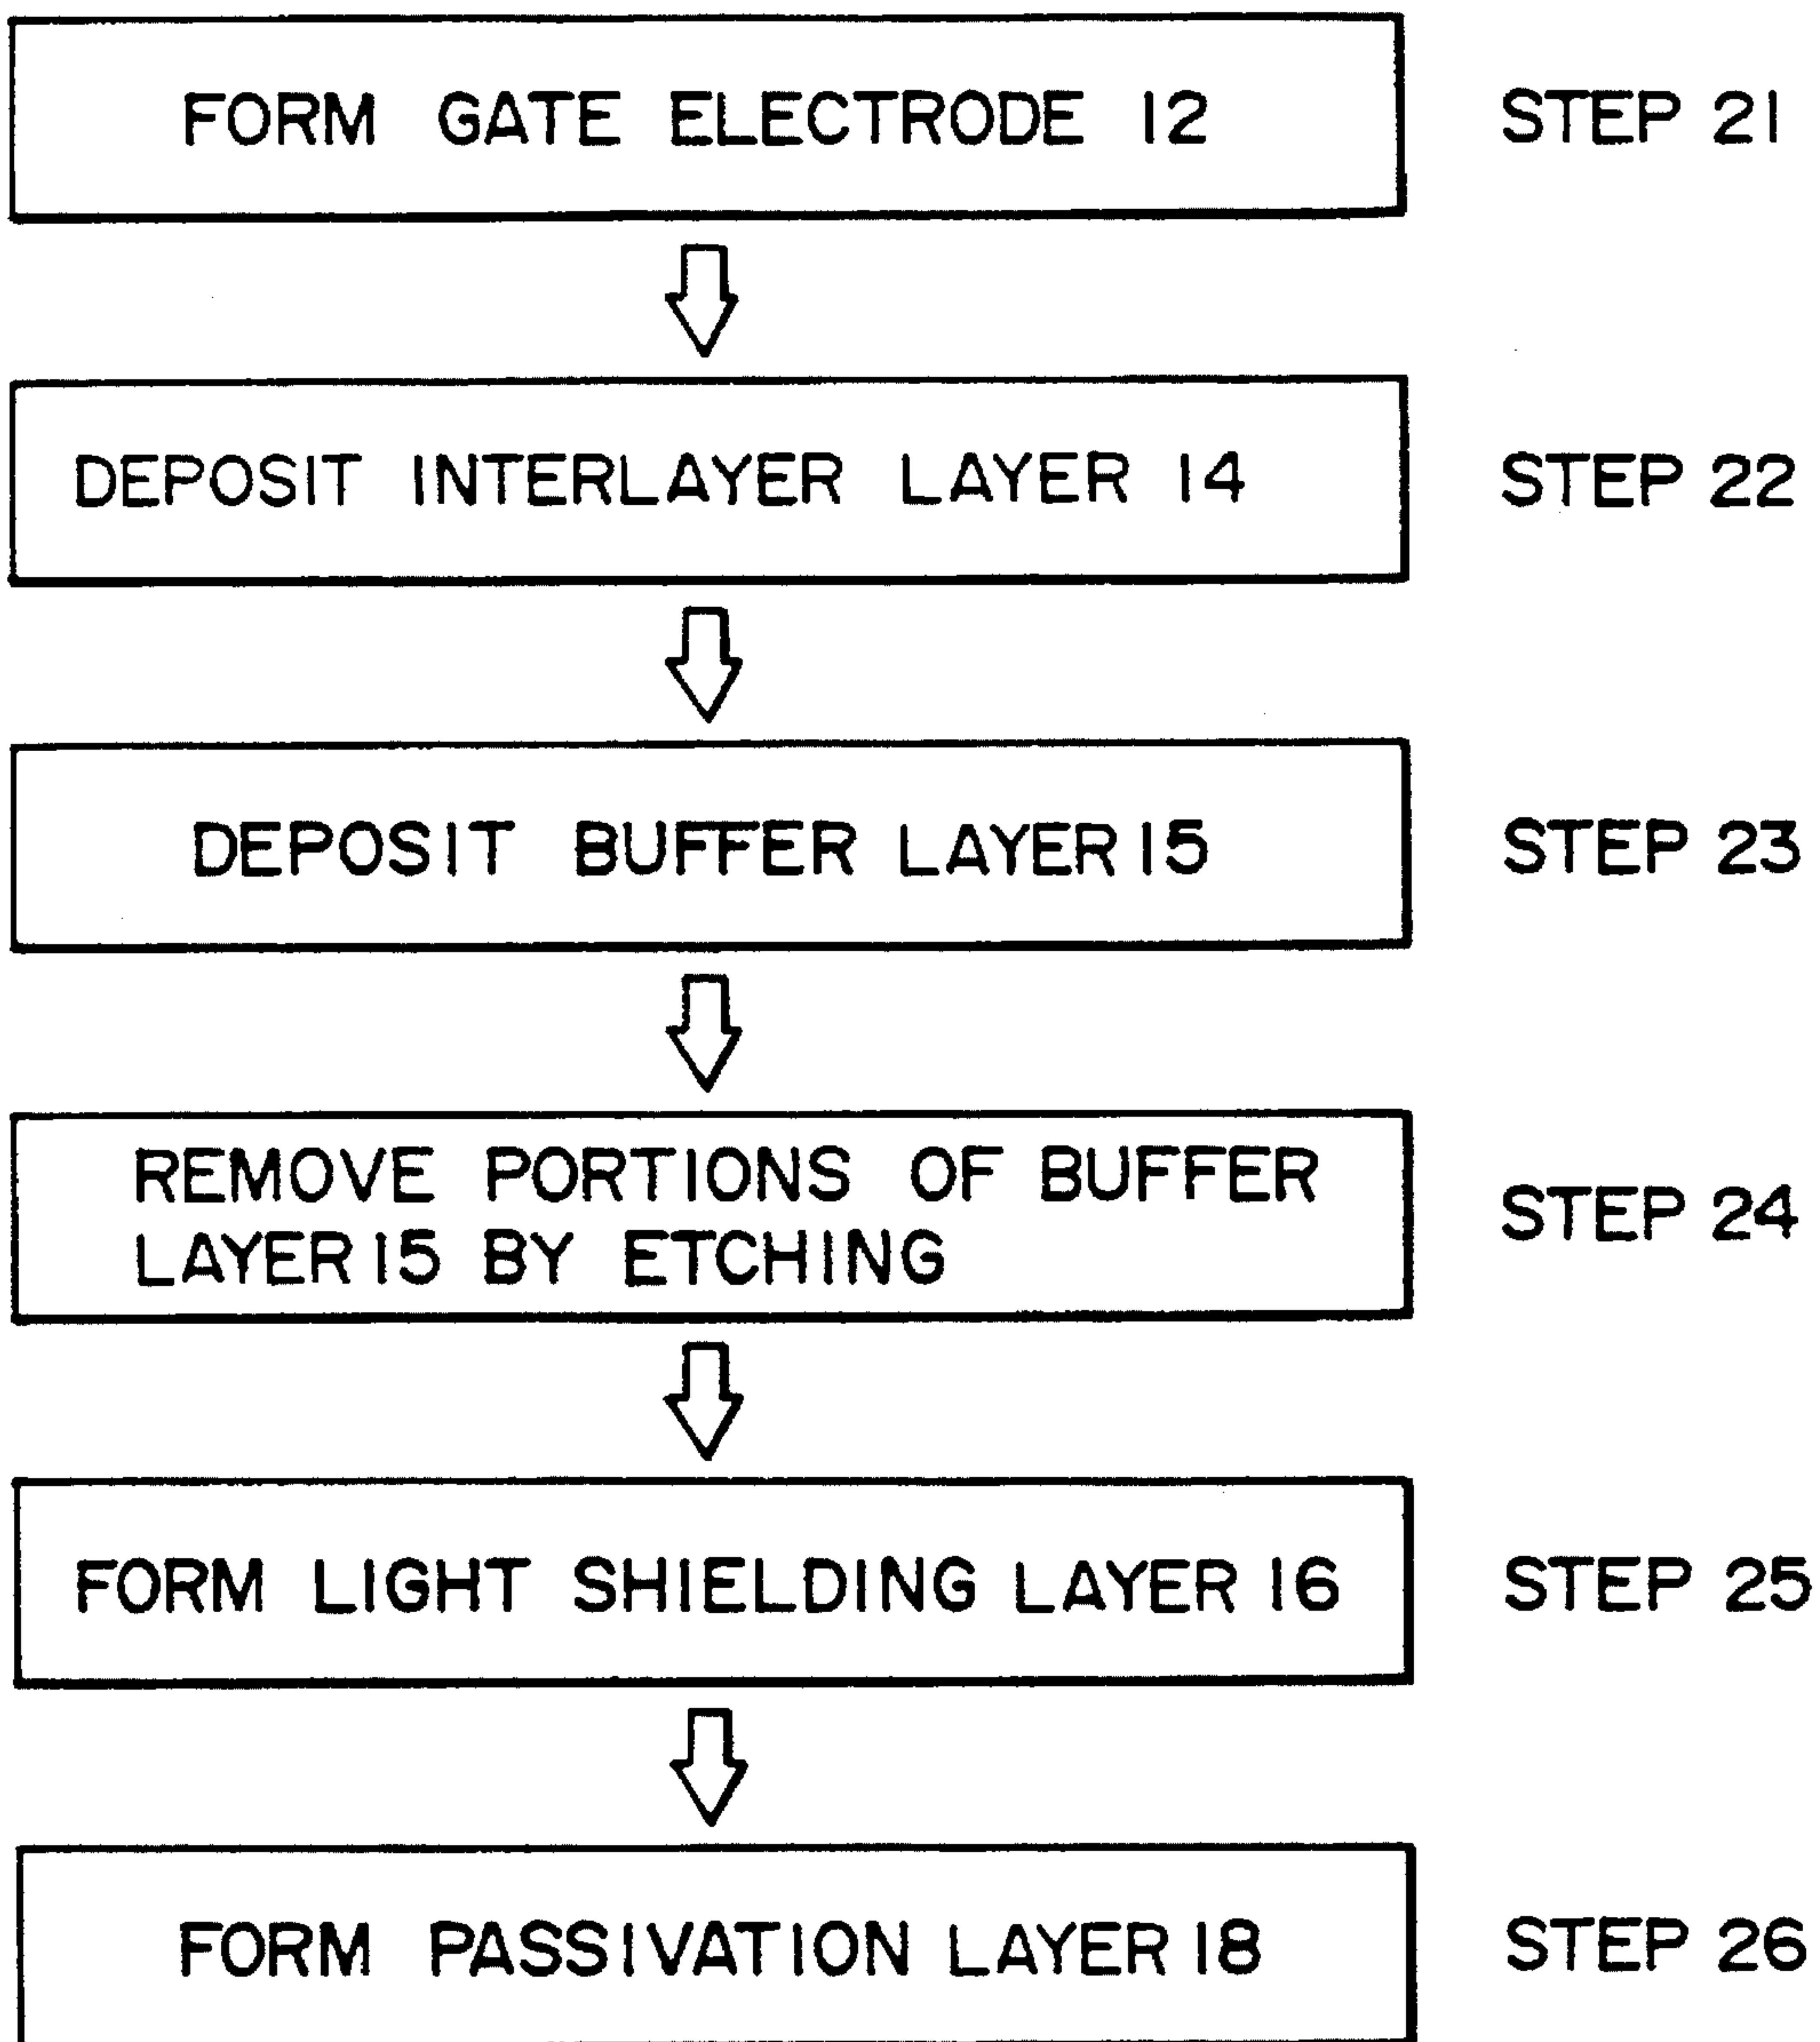 FORM GATE ELECTRODE 12 STEP 21
DEPOSIT INTERLAYER LAYER 14 STEP 22
DEPOSIT BUFFER LAYER 15 STEP 23
REMOVE PORTIONS OF BUFFER
LAYER 15 BY ETCHING
STEP 24
FORM LIGHT SHIELDING LAYER 16 STEP 25
FORM PASSIVATION LAYER 18 STEP 26